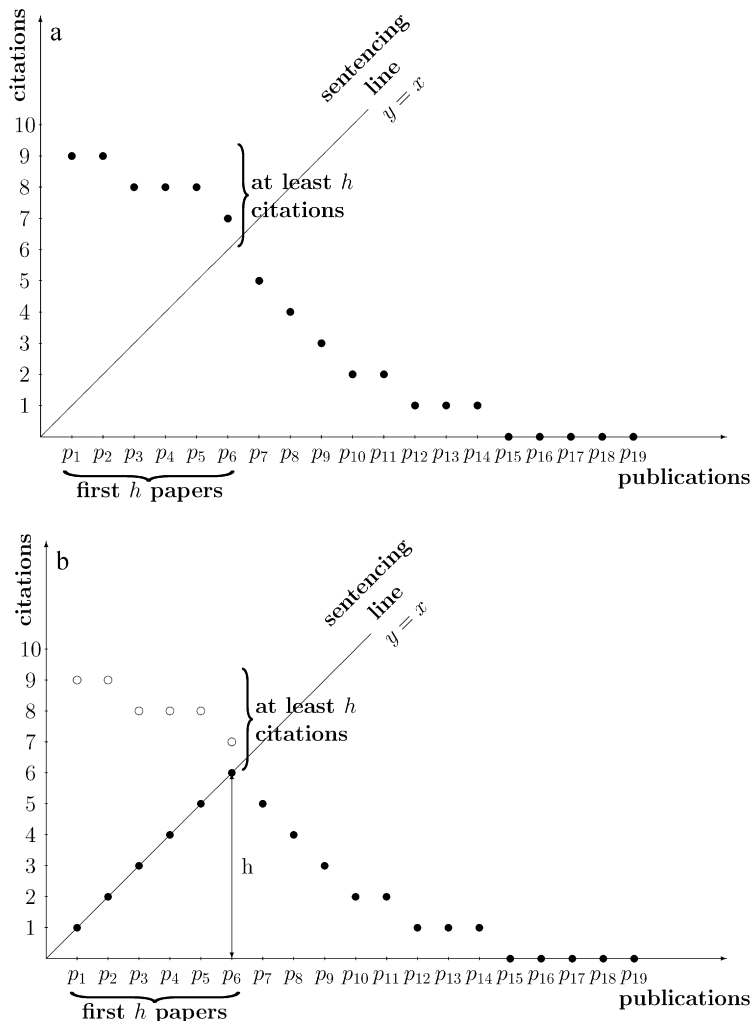 citations
a
sentencing
line
y = x
10
9
8
7
6
5
4
3
2
1
at least h
citations
p1 p2 p3 p4 p5 p6 p7 p8 p9 p10 p11 p12 p13 p14 p15 p16 p17 p18 p19
first h papers
publications
citations
b
sentencing
line
y = x
10
9
8
7
6
5
4
3
2
1
at least h
citations
h
p1 p2 p3 p4 p5 p6 p7 p8 p9 p10 p11 p12 p13 p14 p15 p16 p17 p18 p19
first h papers
publications